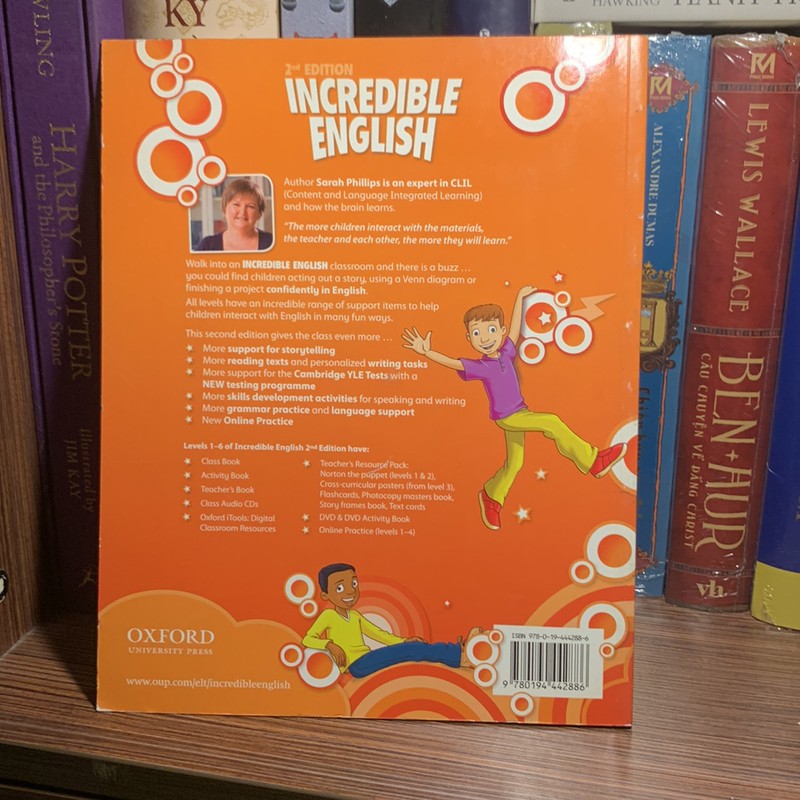 2nd EDITION
INCREDIBLE
ENGLISH
Author Sarah Phillips is an expert in CLIL
(Content and Language Integrated Learning)
and how the brain learns.
“The more children interact with the materials,
the teacher and each other, the more they will learn.”
Walk into an INCREDIBLE ENGLISH classroom and there is a buzz ...
you could find children acting out a story, using a Venn diagram or
finishing a project confidently in English.
All levels have an incredible range of support items to help
children interact with English in many fun ways.
This second edition gives the class even more ...
★ More support for storytelling
★ More reading texts and personalized writing tasks
★ More support for the Cambridge YLE Tests with a
NEW testing programme
★ More skills development activities for speaking and writing
★ More grammar practice and language support
★ New Online Practice
Levels 1–6 of Incredible English 2nd Edition have:
★ Class Book
★ Activity Book
★ Teacher's Book
★ Class Audio CDs
★ Oxford iTools: Digital
Classroom Resources
★ Teacher's Resource Pack:
Norton the puppet (levels 1 & 2),
Cross-curricular posters (from level 3),
Flashcards, Photocopy masters book,
Story frames book, Text cards
★ DVD & DVD Activity Book
★ Online Practice (levels 1–4)
OXFORD
UNIVERSITY PRESS
www.oup.com/elt/incredibleenglish
ISBN 978-0-19-444288-6
9 780194 442886
HARRY POTTER
and the Philosopher's Stone
Illustrated by
JIM KAY
KY
HAWKING
ALEXANDRE DUMAS
LEWIS WALLACE
BEN-HUR
CÂU CHUYỆN VỀ ĐẤNG CHRIST
vh.